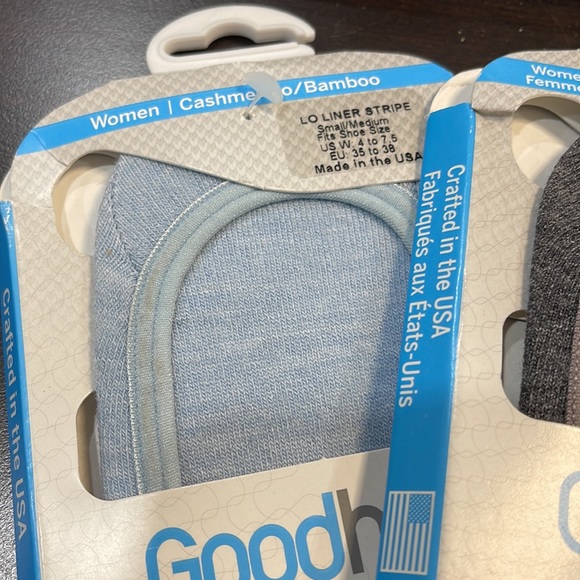 Women | Cashme o/Bamboo
LO LINER STRIPE
Small/Medium
Fits Shoe Size
US W: 4 to 7.5
EU: 35 to 38
Made in the USA
Crafted in the USA
Goodh
Crafted in the USA
Fabriqués aux États-Unis
Wome
Femme